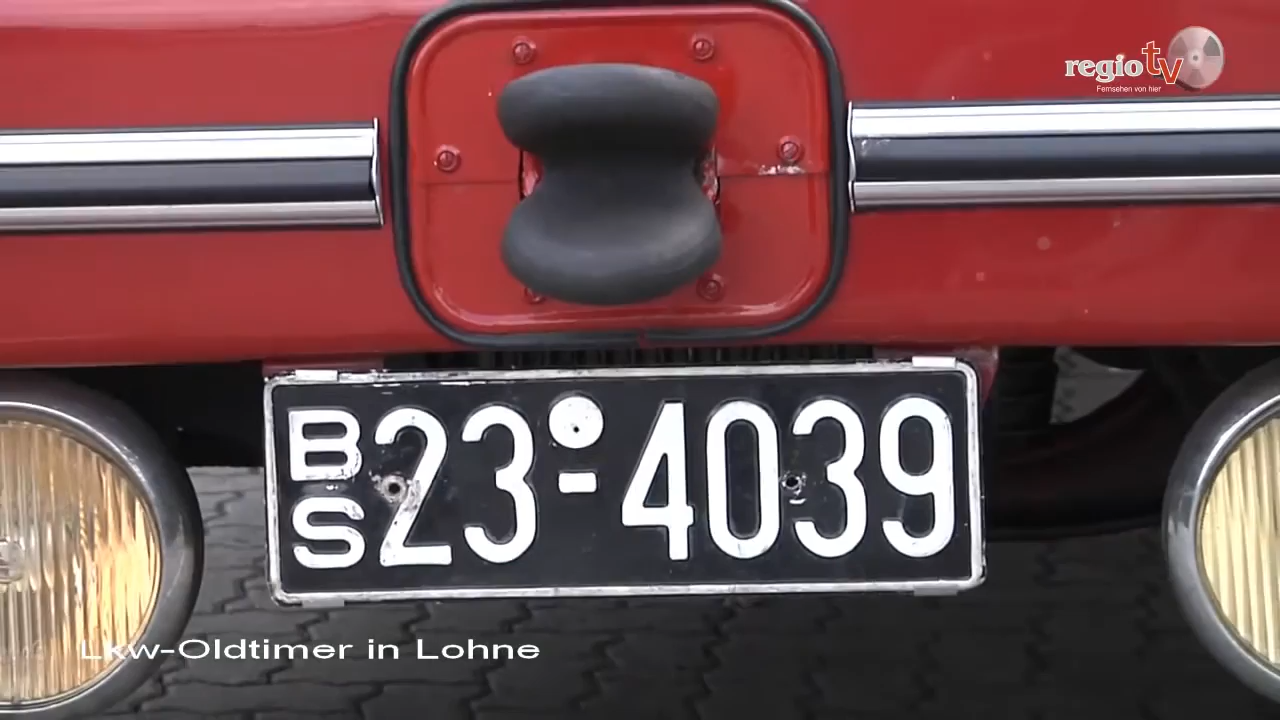 regio tv
Fernsehen von hier
BS 23-4039
Lkw-Oldtimer in Lohne